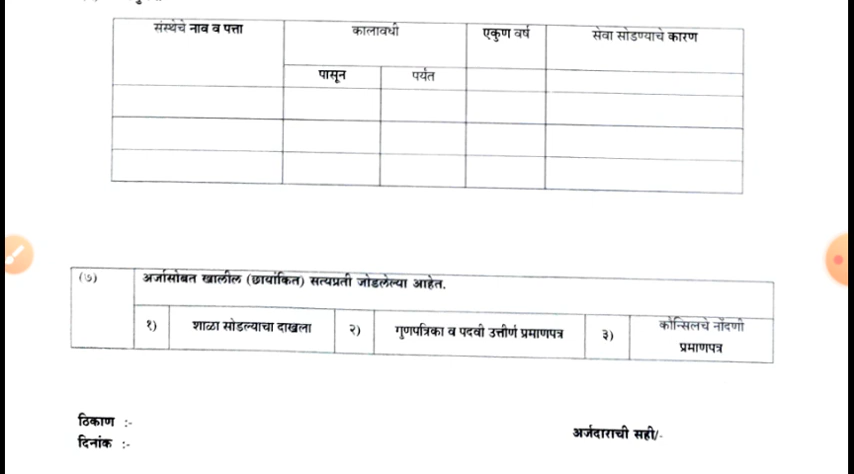 संस्थेचे नाव व पत्ता कालावधी एकुण वर्ष सेवा सोडण्याचे कारण
पासून पर्यंत
(७) अर्जासोबत खालील (छायांकित) सत्यप्रती जोडलेल्या आहेत.
१) शाळा सोडल्याचा दाखला २) गुणपत्रिका व पदवी उत्तीर्ण प्रमाणपत्र ३) कौन्सिलचे नोंदणी
प्रमाणपत्र
ठिकाण :-
दिनांक :-
अर्जदाराची सही/-